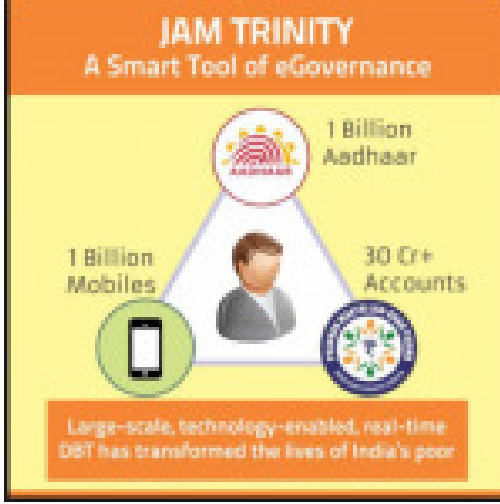 JAM TRINITY
A Smart Tool of eGovernance
1 Billion
Aadhaar
AADHAAR
1 Billion
Mobiles
30 Cr+
Accounts
Large-scale, technology-enabled, real-time
DBT has transformed the lives of India's poor